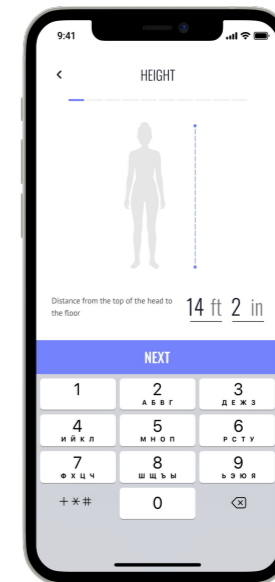 9:41
HEIGHT
Distance from the top of the head to
the floor
14 ft 2 in
NEXT
1 2 3
А Б В Г Д Е Ж З
4 5 6
И Й К Л М Н О П Р С Т У
7 8 9
Ф Х Ц Ч Ш Щ Ъ Ы Ь Э Ю Я
+*# 0